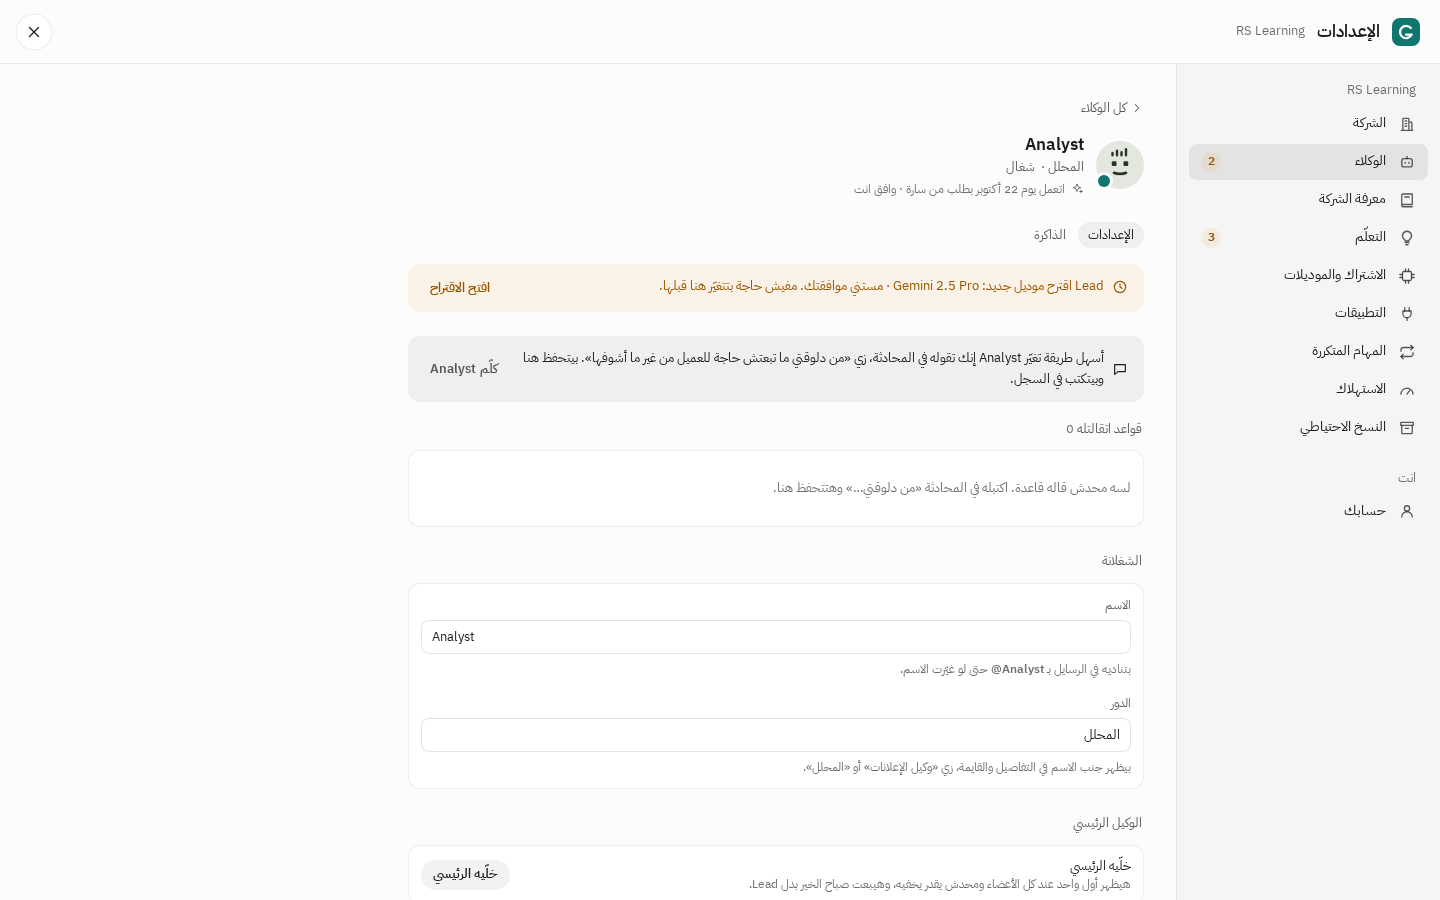 الإعدادات RS Learning
RS Learning
الشركة
الوكلاء 2
معرفة الشركة
التعلّم 3
الاشتراك والموديلات
التطبيقات
المهام المتكررة
الاستهلاك
النسخ الاحتياطي
انت
حسابك
كل الوكلاء
Analyst
المحلل · شغال
اتعمل يوم 22 أكتوبر بطلب من سارة · وافق انت
الإعدادات الذاكرة
Lead اقترح موديل جديد: Gemini 2.5 Pro · مستني موافقتك. مفيش حاجة بتتغيّر هنا قبلها. افتح الاقتراح
أسهل طريقة تغيّر Analyst إنك تقوله في المحادثة، زي «من دلوقتي ما تبعتش حاجة للعميل من غير ما أشوفها». بيتحفظ هنا
وبيتكتب في السجل.
كلّم Analyst
قواعد اتقالتله 0
لسه محدش قاله قاعدة. اكتبله في المحادثة «من دلوقتي…» وهتتحفظ هنا.
الشغلانة
الاسم
Analyst
بتناديه في الرسايل بـ @Analyst حتى لو غيّرت الاسم.
الدور
المحلل
بيظهر جنب الاسم في التفاصيل والقايمة، زي «وكيل الإعلانات» أو «المحلل».
الوكيل الرئيسي
خلّيه الرئيسي
هيظهر أول واحد عند كل الأعضاء ومحدش يقدر يخفيه، وهيبعت صباح الخير بدل Lead.
خلّيه الرئيسي